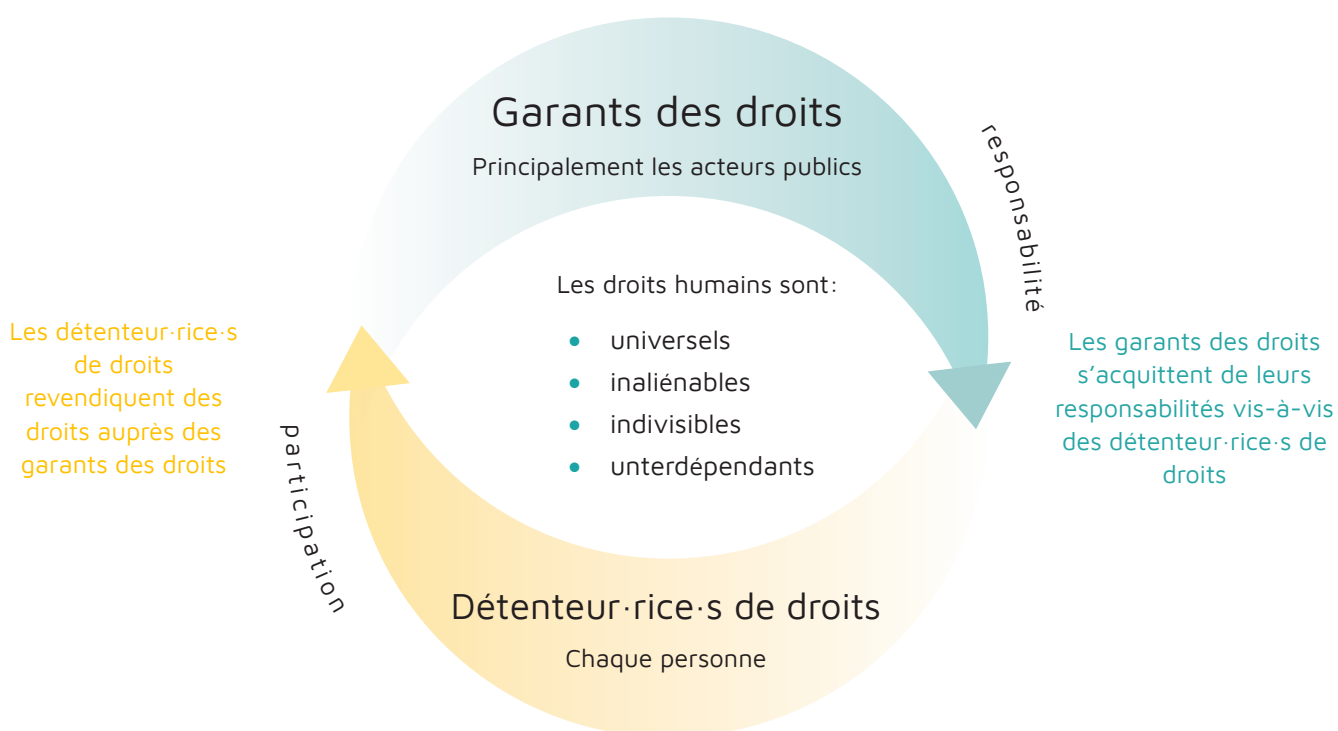 Garants des droits
Principalement les acteurs publics
responsabilité
Les droits humains sont:
• universels
• inaliénables
• indivisibles
• unterdépendants
Les détenteur·rice·s
de droits
revendiquent des
droits auprès des
garants des droits
participation
Les garants des droits
s’acquittent de leurs
responsabilités vis-à-vis
des détenteur·rice·s de
droits
Détenteur·rice·s de droits
Chaque personne